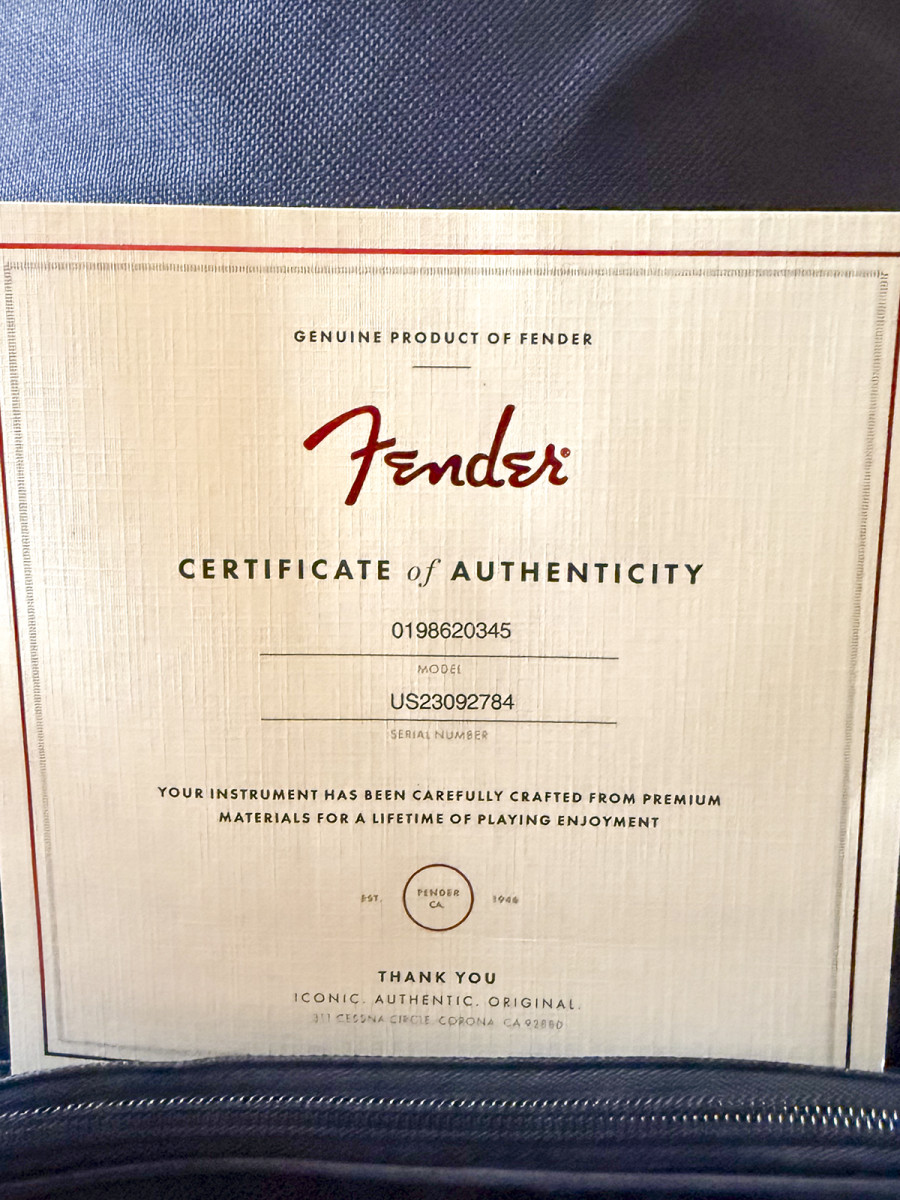 GENUINE PRODUCT OF FENDER
Fender®
CERTIFICATE of AUTHENTICITY
0198620345
MODEL
US23092784
SERIAL NUMBER
YOUR INSTRUMENT HAS BEEN CAREFULLY CRAFTED FROM PREMIUM
MATERIALS FOR A LIFETIME OF PLAYING ENJOYMENT
EST. FENDER 1946
CA.
THANK YOU
ICONIC. AUTHENTIC. ORIGINAL.
311 CESSNA CIRCLE CORONA CA 92880